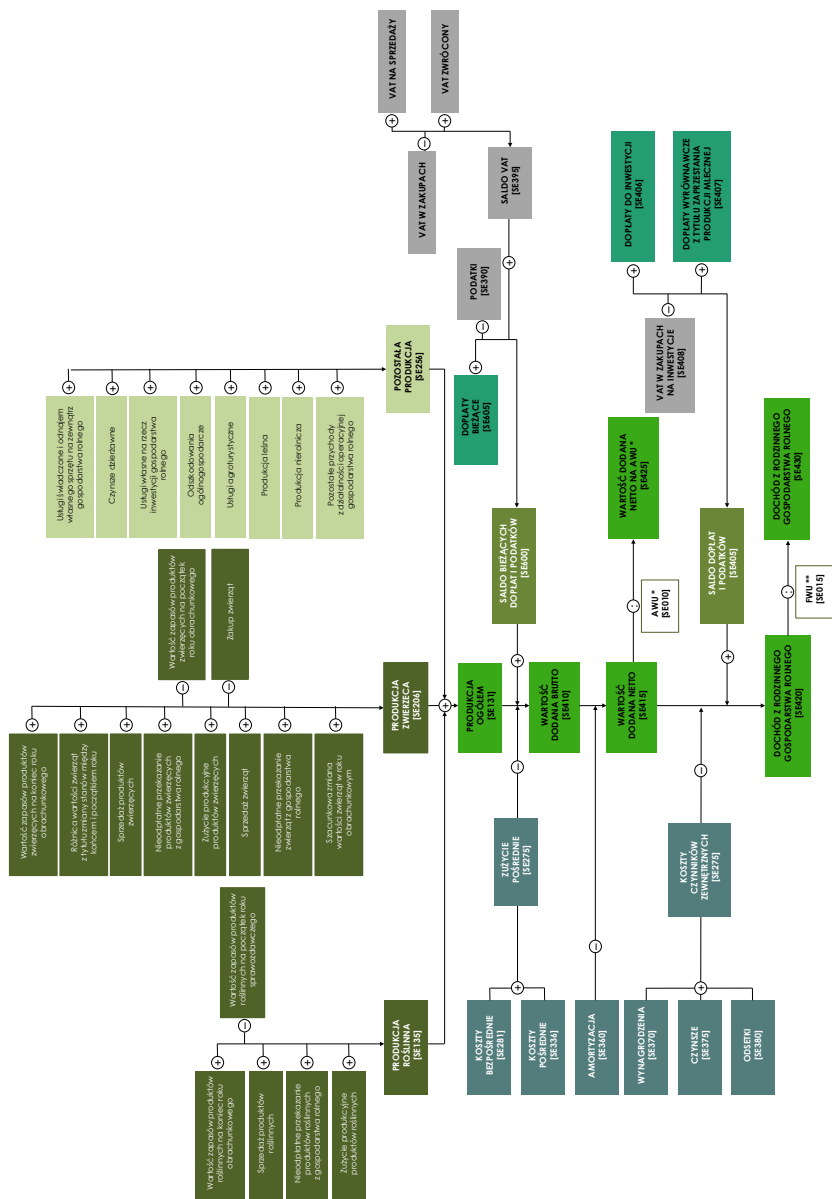 Wartość zapasów produktów
roślinnych na koniec roku
obrachunkowego
Sprzedaż produktów
roślinnych
Nieodpłatne przekazanie
produktów roślinnych
z gospodarstwa rolnego
Zużycie produkcyjne
produktów roślinnych
Wartość zapasów produktów
roślinnych na początek roku
sprawozdawczego
Wartość zapasów produktów
zwierzęcych na koniec roku
obrachunkowego
Różnica wartości zwierząt
z tytułu zmiany stanów między
końcem i początkiem roku
Sprzedaż produktów
zwierzęcych
Nieodpłatne przekazanie
produktów zwierzęcych
z gospodarstwa rolnego
Zużycie produkcyjne
produktów zwierzęcych
Sprzedaż zwierząt
Nieodpłatne przekazanie
zwierząt z gospodarstwa
rolnego
Szacunkowa zmiana
wartości zwierząt w roku
obrachunkowym
Wartość zapasów produktów
zwierzęcych na początek
roku obrachunkowego
Zakup zwierząt
Usługi świadczone i odnajem
własnego sprzętu na zewnątrz
gospodarstwa rolnego
Czynsze dzierżawne
Usługi własne na rzecz
inwestycji gospodarstwa
rolnego
Odszkodowania
ogólnogospodarcze
Usługi agroturystyczne
Produkcja leśna
Produkcja nierolnicza
Pozostałe przychody
z działalności operacyjnej
gospodarstwa rolnego
PRODUKCJA
ROŚLINNA
[SE135]
PRODUKCJA
ZWIERZĘCA
[SE206]
POZOSTAŁA
PRODUKCJA
[SE256]
PRODUKCJA
OGÓŁEM
[SE131]
KOSZTY
BEZPOŚREDNIE
[SE281]
KOSZTY
POŚREDNIE
[SE336]
ZUŻYCIE
POŚREDNIE
[SE275]
SALDO BIEŻĄCYCH
DOPŁAT I PODATKÓW
[SE600]
DOPŁATY
BIEŻĄCE
[SE605]
PODATKI
[SE390]
SALDO VAT
[SE395]
VAT W ZAKUPACH
VAT NA SPRZEDAŻY
VAT ZWRÓCONY
WARTOŚĆ
DODANA BRUTTO
[SE410]
AMORTYZACJA
[SE360]
WARTOŚĆ
DODANA NETTO
[SE415]
AWU *
[SE010]
WARTOŚĆ DODANA
NETTO NA AWU *
[SE425]
WYNAGRODZENIA
[SE370]
CZYNSZE
[SE375]
ODSETKI
[SE380]
KOSZTY
CZYNNIKÓW
ZEWNĘTRZNYCH
[SE275]
SALDO DOPŁAT
I PODATKÓW
[SE405]
VAT W ZAKUPACH
NA INWESTYCJE
[SE408]
DOPŁATY DO INWESTYCJI
[SE406]
DOPŁATY WYRÓWNAWCZE
Z TYTUŁU ZAPRZESTANIA
PRODUKCJI MLECZNEJ
[SE407]
DOCHÓD Z RODZINNEGO
GOSPODARSTWA ROLNEGO
[SE420]
FWU **
[SE015]
DOCHÓD Z RODZINNEGO
GOSPODARSTWA ROLNEGO
[SE430]